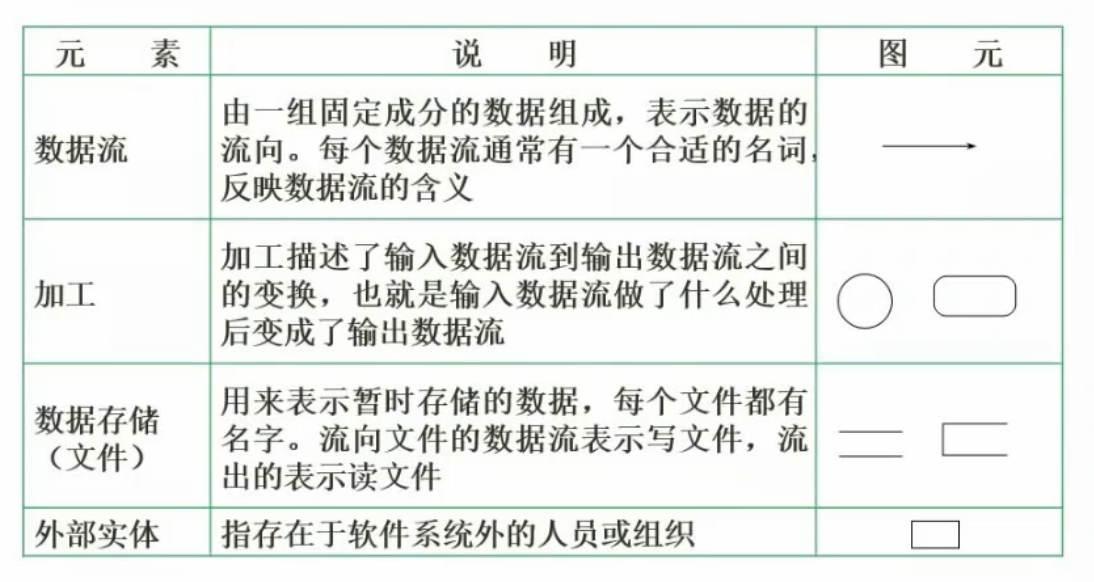 元 素 说 明 图 元
数据流
由一组固定成分的数据组成，表示数据的
流向。每个数据流通常有一个合适的名词，
反映数据流的含义
加工
加工描述了输入数据流到输出数据流之间
的变换，也就是输入数据流做了什么处理
后变成了输出数据流
数据存储
（文件）
用来表示暂时存储的数据，每个文件都有
名字。流向文件的数据流表示写文件，流
出的表示读文件
外部实体
指存在于软件系统外的人员或组织